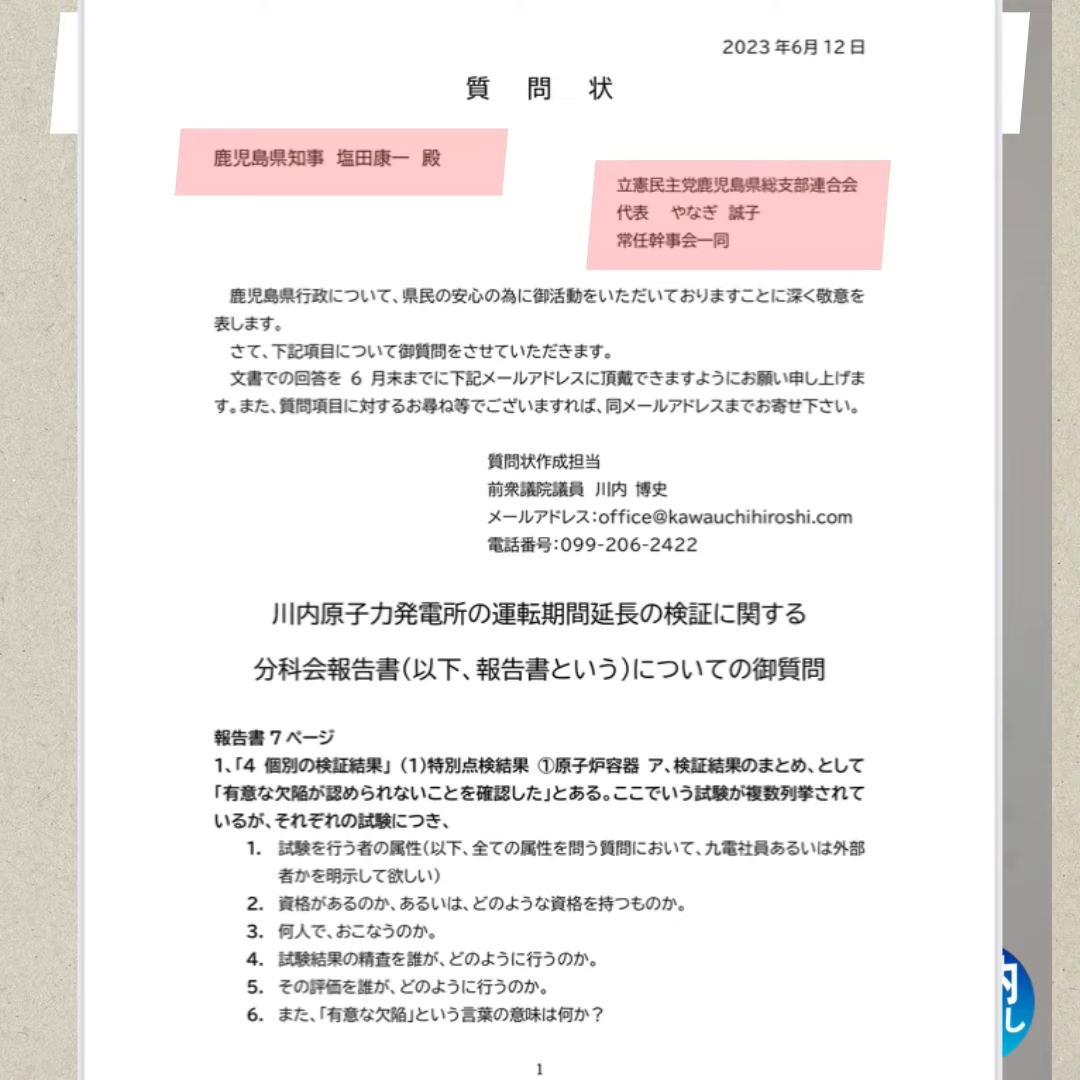 2023年6月12日
質 問 状
鹿児島県知事 塩田康一 殿
立憲民主党鹿児島県総支部連合会
代表 やなぎ 誠子
常任幹事会一同
鹿児島県行政について、県民の安心の為に御活動をいただいておりますことに深く敬意を
表します。
さて、下記項目について御質問をさせていただきます。
文書での回答を 6 月末までに下記メールアドレスに頂戴できますようにお願い申し上げま
す。また、質問項目に対するお尋ね等でございますれば、同メールアドレスまでお寄せ下さい。
質問状作成担当
前衆議院議員 川内 博史
メールアドレス：office@kawauchihiroshi.com
電話番号：099-206-2422
川内原子力発電所の運転期間延長の検証に関する
分科会報告書（以下、報告書という）についての御質問
報告書 7 ページ
1、「4 個別の検証結果」（1）特別点検結果 ①原子炉容器 ア、検証結果のまとめ、として
「有意な欠陥が認められないことを確認した」とある。ここでいう試験が複数列挙されて
いるが、それぞれの試験につき、
1. 試験を行う者の属性（以下、全ての属性を問う質問において、九電社員あるいは外部
者かを明示して欲しい）
2. 資格があるのか、あるいは、どのような資格を持つものか。
3. 何人で、おこなうのか。
4. 試験結果の精査を誰が、どのように行うのか。
5. その評価を誰が、どのように行うのか。
6. また、「有意な欠陥」という言葉の意味は何か？
し
1